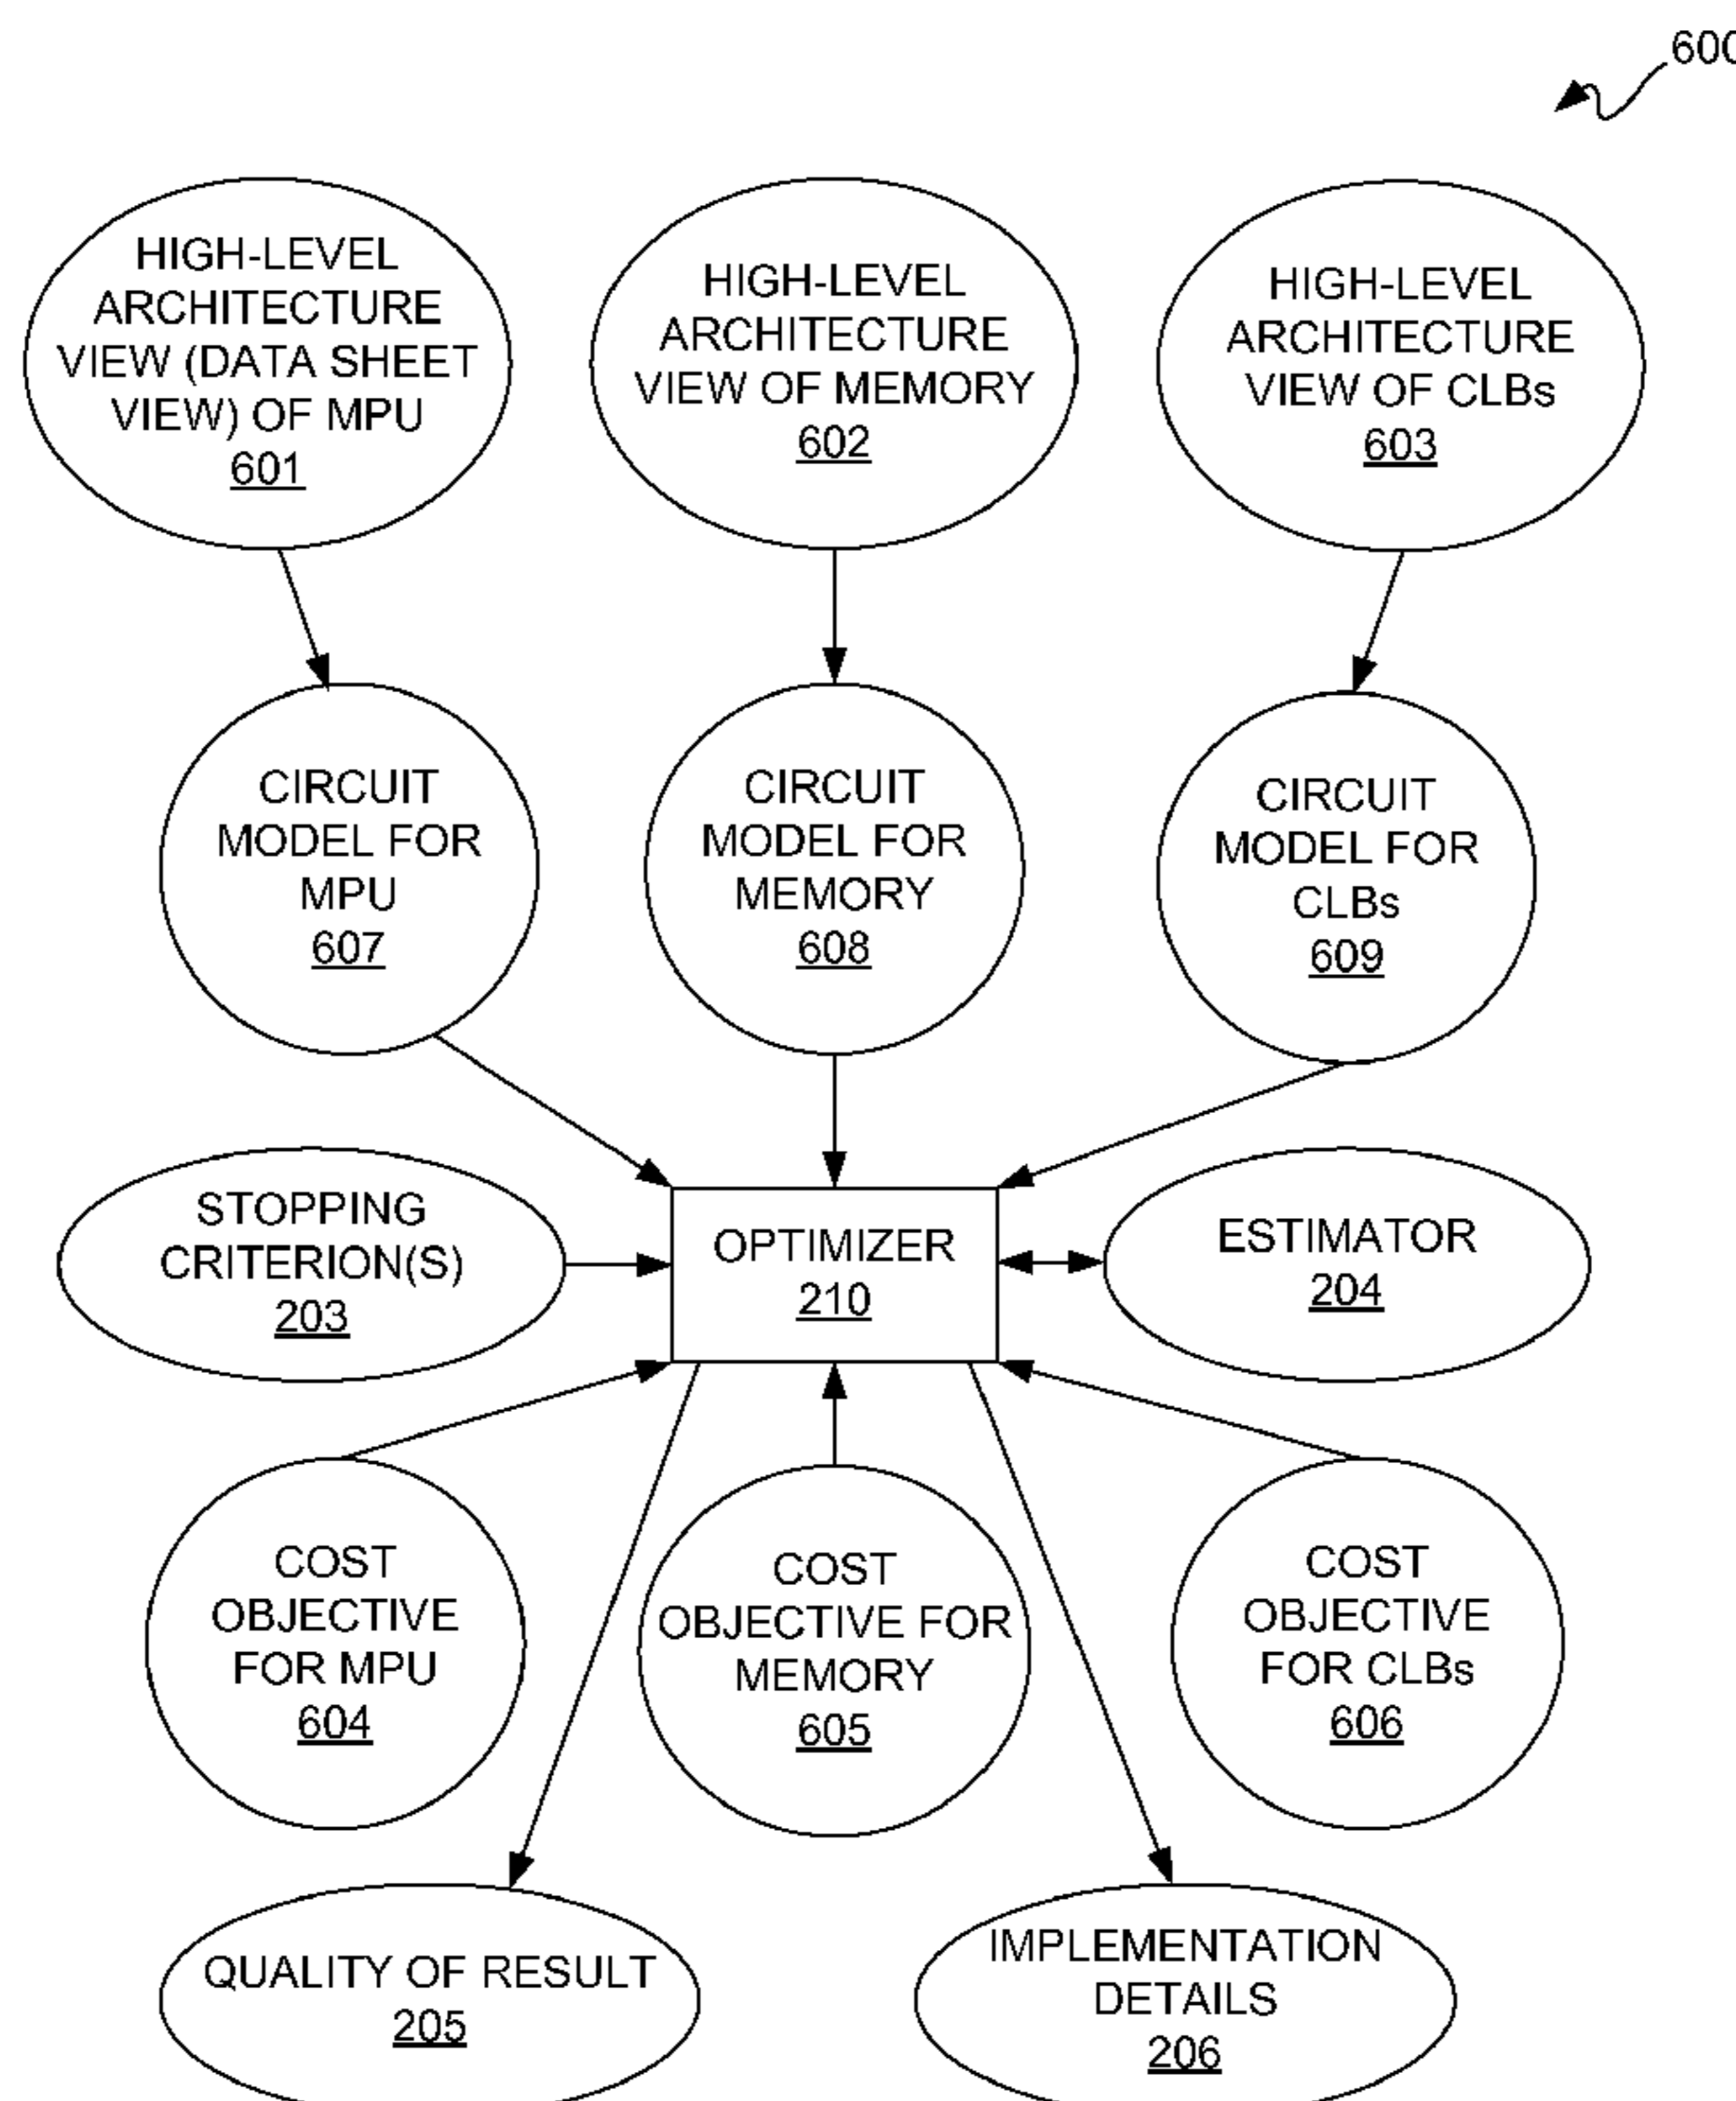 600
HIGH-LEVEL
ARCHITECTURE
VIEW (DATA SHEET
VIEW) OF MPU
601
HIGH-LEVEL
ARCHITECTURE
VIEW OF MEMORY
602
HIGH-LEVEL
ARCHITECTURE
VIEW OF CLBs
603
CIRCUIT
MODEL FOR
MPU
607
CIRCUIT
MODEL FOR
MEMORY
608
CIRCUIT
MODEL FOR
CLBs
609
STOPPING
CRITERION(S)
203
OPTIMIZER
210
ESTIMATOR
204
COST
OBJECTIVE
FOR MPU
604
COST
OBJECTIVE FOR
MEMORY
605
COST
OBJECTIVE
FOR CLBs
606
QUALITY OF RESULT
205
IMPLEMENTATION
DETAILS
206